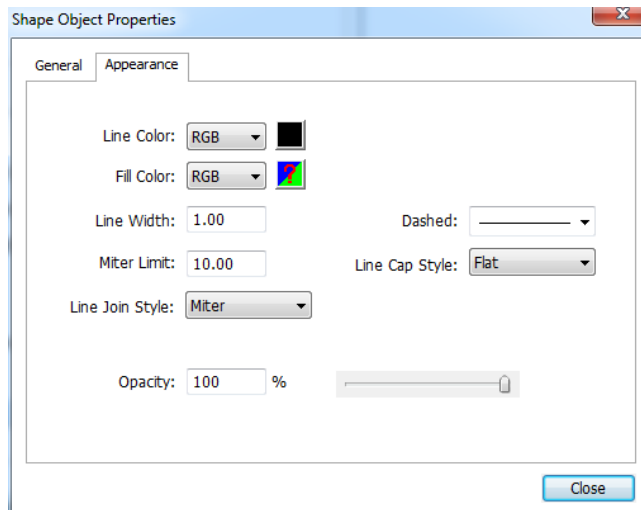 Shape Object Properties
General Appearance
Line Color: RGB
Fill Color: RGB ?
Line Width: 1.00 Dashed:
Miter Limit: 10.00 Line Cap Style: Flat
Line Join Style: Miter
Opacity: 100 %
Close